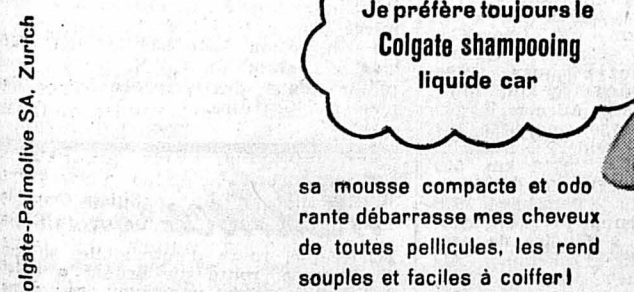 Je préfère toujours le
Colgate shampooing
liquide car
sa mousse compacte et odo
rante débarrasse mes cheveux
de toutes pellicules, les rend
souples et faciles à coiffer!
olgate-Palmolive SA, Zurich